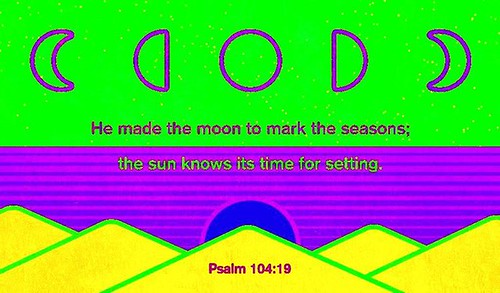 He made the moon to mark the seasons;
the sun knows its time for setting.
Psalm 104:19